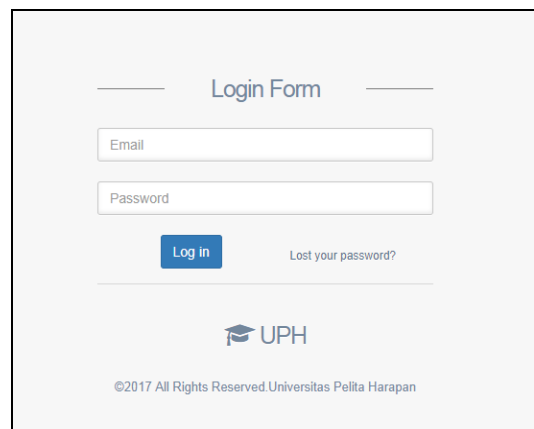 Login Form
Email
Password
Log in
Lost your password?
UPH
©2017 All Rights Reserved.Universitas Pelita Harapan